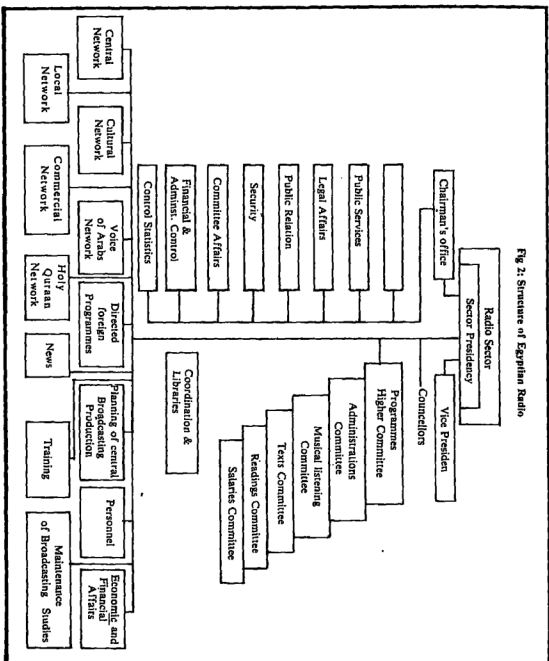 Fig 2: Structure of Egyptian Radio
Radio Sector
Sector Presidency
Chairman's office
Vice Presiden
Councellors
Public Services
Legal Affairs
Public Relation
Security
Committee Affairs
Financial &
Adminst. Control
Control Statistics
Programmes
Higher Committee
Administrations
Committee
Musical listening
Committee
Texts Committee
Readings Committee
Salaries Committee
Coordination &
Libraries
Central
Network
Cultural
Network
Voice
of Arabs
Network
Directed
foreign
Programmes
Planning of central
Broadcasting
Production
Personnel
Economic and
Financial
Affairs
Local
Network
Commercial
Network
Holy
Quraan
Network
News
Training
Maintenance
of Broadcasting Studies